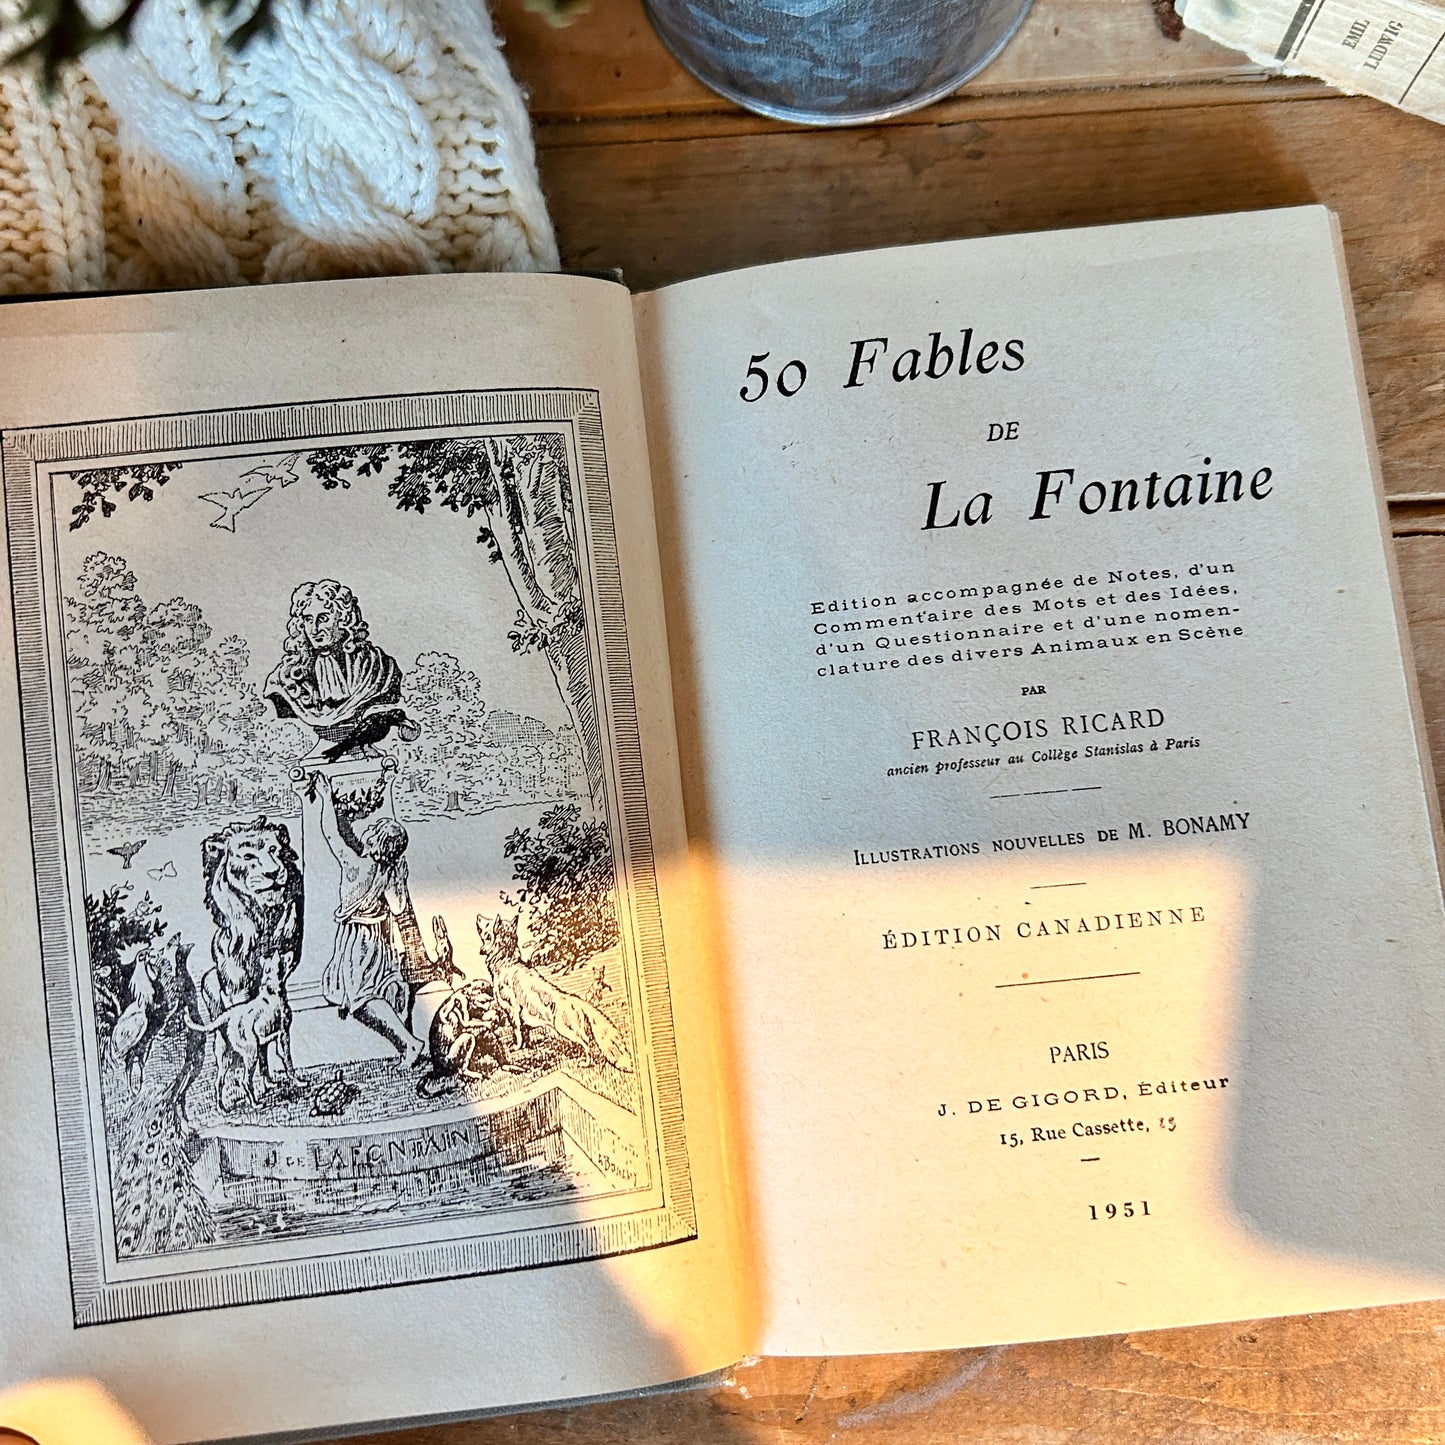 EMIL
LUDWIG
50 Fables
DE
La Fontaine
Edition accompagnée de Notes, d'un
Commentaire des Mots et des Idées,
d'un Questionnaire et d'une nomen-
clature des divers Animaux en Scène
PAR
FRANÇOIS RICARD
ancien professeur au Collège Stanislas à Paris
ILLUSTRATIONS NOUVELLES DE M. BONAMY
ÉDITION CANADIENNE
PARIS
J. DE GIGORD, Éditeur
15, Rue Cassette, 15
1951
J DE LA FONTAINE